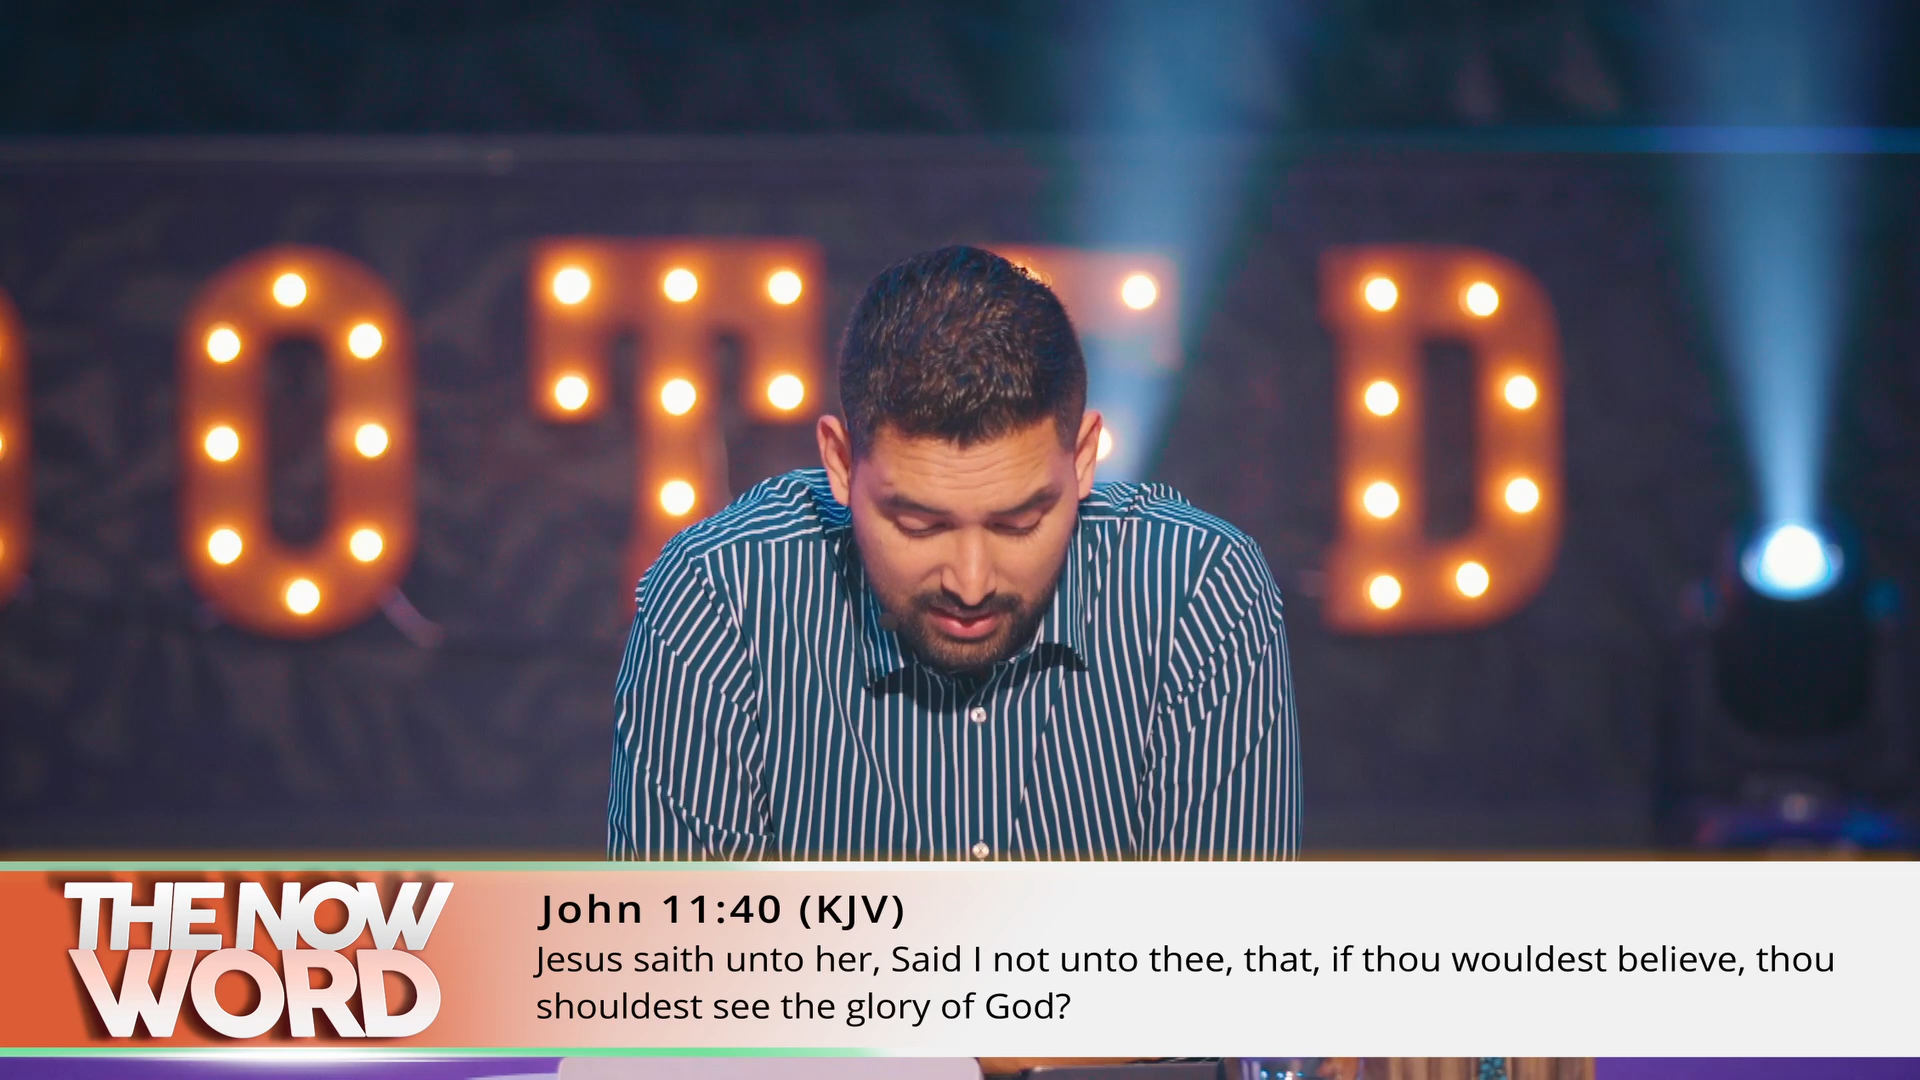 OTED
THE NOW
WORD
John 11:40 (KJV)
Jesus saith unto her, Said I not unto thee, that, if thou wouldest believe, thou
shouldest see the glory of God?